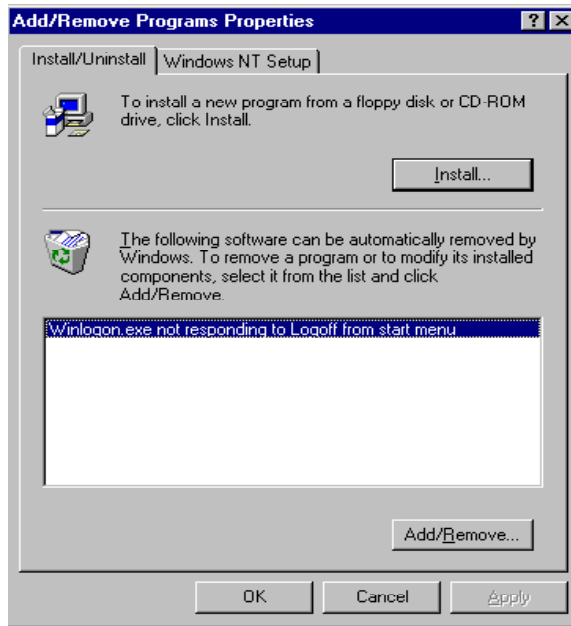 Add/Remove Programs Properties
Install/Uninstall
Windows NT Setup
To install a new program from a floppy disk or CD-ROM
drive, click Install.
Install...
The following software can be automatically removed by
Windows. To remove a program or to modify its installed
components, select it from the list and click
Add/Remove.
Winlogon.exe not responding to Logoff from start menu
Add/Remove...
OK
Cancel
Apply